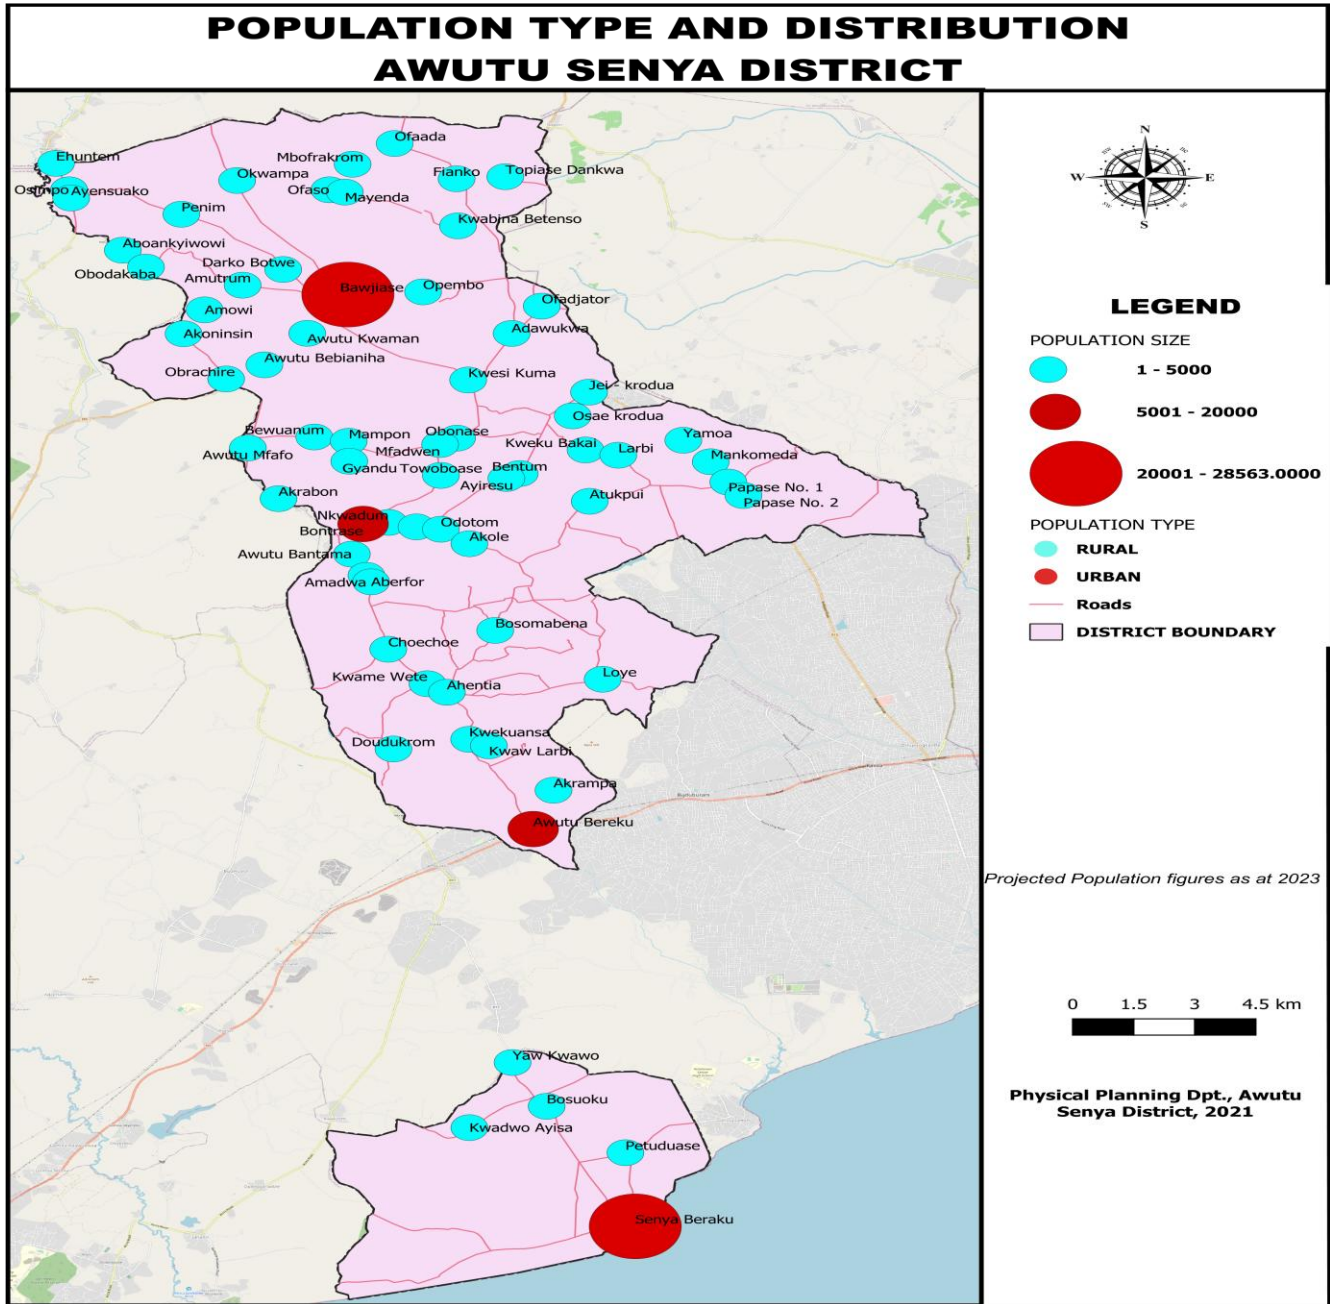 POPULATION TYPE AND DISTRIBUTION
AWUTU SENYA DISTRICT
Ofaada
Ehuntem
Mbofrakrom
Okwampa
Fianko
Topiase Dankwa
Osimpo
Ayensuako
Ofaso
Mayenda
Penim
Kwabina Betenso
Aboankyiwowi
Obodakaba
Darko Botwe
Amutrum
Bawjiase
Opembo
Ofadjator
Amowi
Akoninsin
Awutu Kwaman
Adawukwa
Awutu Bebianiha
Obrachire
Kwesi Kuma
Jei - krodua
Osae krodua
Bewuanum
Mampon
Obonase
Mfadwen
Kweku Bakai
Larbi
Yamoa
Awutu Mfafo
Gyandu
Towoboase
Bentum
Ayiresu
Mankomeda
Papase No. 1
Papase No. 2
Akrabon
Atukpui
Nkwadum
Bontrase
Odotom
Akole
Awutu Bantama
Amadwa
Aberfor
Bosomabena
Choechoe
Kwame Wete
Ahentia
Loye
Doudukrom
Kwekuansa
Kwaw Larbi
Akrampa
Awutu Bereku
Yaw Kwawo
Bosuoku
Kwadwo Ayisa
Petuduase
Senya Beraku
N
W
E
S
LEGEND
POPULATION SIZE
1 - 5000
5001 - 20000
20001 - 28563.0000
POPULATION TYPE
RURAL
URBAN
Roads
DISTRICT BOUNDARY
Projected Population figures as at 2023
0 1.5 3 4.5 km
Physical Planning Dpt., Awutu
Senya District, 2021